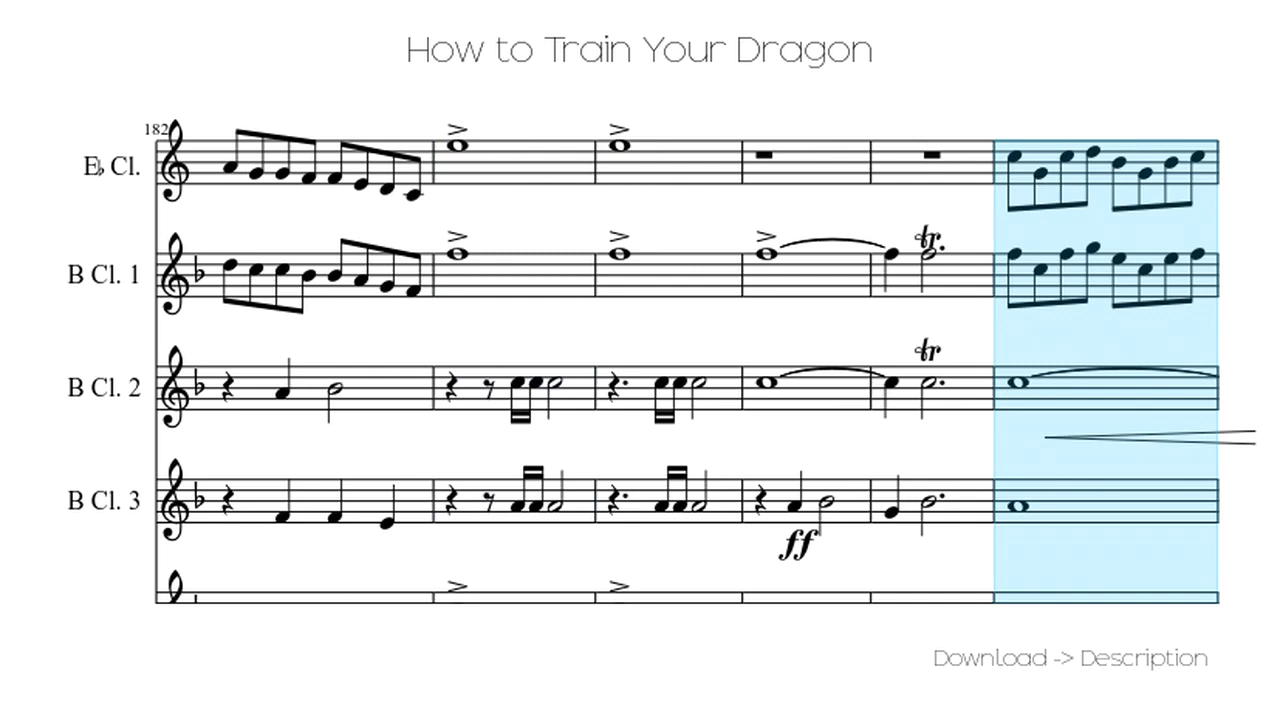 How to Train Your Dragon
182
E♭ Cl.
tr.
B Cl. 1
tr
B Cl. 2
B Cl. 3
ff
Download -> Description